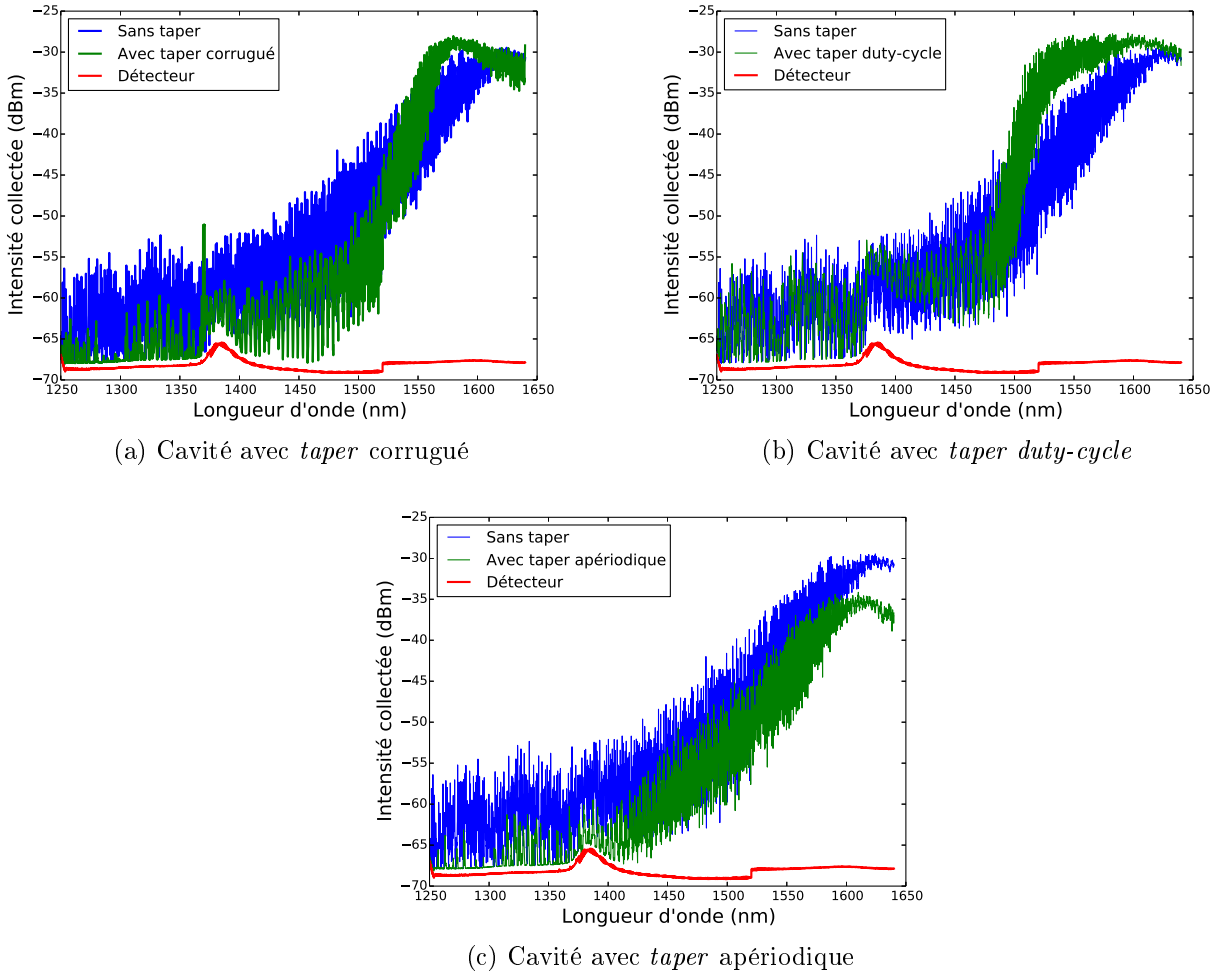 Sans taper
Avec taper corrugué
Détecteur
Intensité collectée (dBm)
−25
−30
−35
−40
−45
−50
−55
−60
−65
−70
1250 1300 1350 1400 1450 1500 1550 1600 1650
Longueur d'onde (nm)
(a) Cavité avec taper corrugué
Sans taper
Avec taper duty-cycle
Détecteur
Intensité collectée (dBm)
−25
−30
−35
−40
−45
−50
−55
−60
−65
−70
1250 1300 1350 1400 1450 1500 1550 1600 1650
Longueur d'onde (nm)
(b) Cavité avec taper duty-cycle
Sans taper
Avec taper apériodique
Détecteur
Intensité collectée (dBm)
−25
−30
−35
−40
−45
−50
−55
−60
−65
−70
1250 1300 1350 1400 1450 1500 1550 1600 1650
Longueur d'onde (nm)
(c) Cavité avec taper apériodique